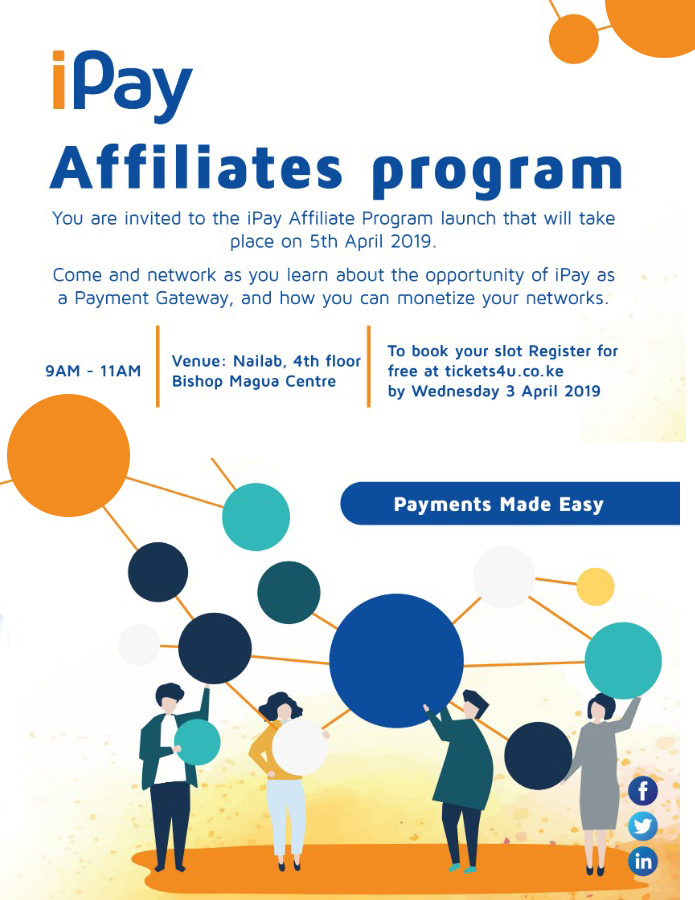 iPay
Affiliates program
You are invited to the iPay Affiliate Program launch that will take
place on 5th April 2019.
Come and network as you learn about the opportunity of iPay as
a Payment Gateway, and how you can monetize your networks.
9AM - 11AM
Venue: Nailab, 4th floor
Bishop Magua Centre
To book your slot Register for
free at tickets4u.co.ke
by Wednesday 3 April 2019
Payments Made Easy
f
in